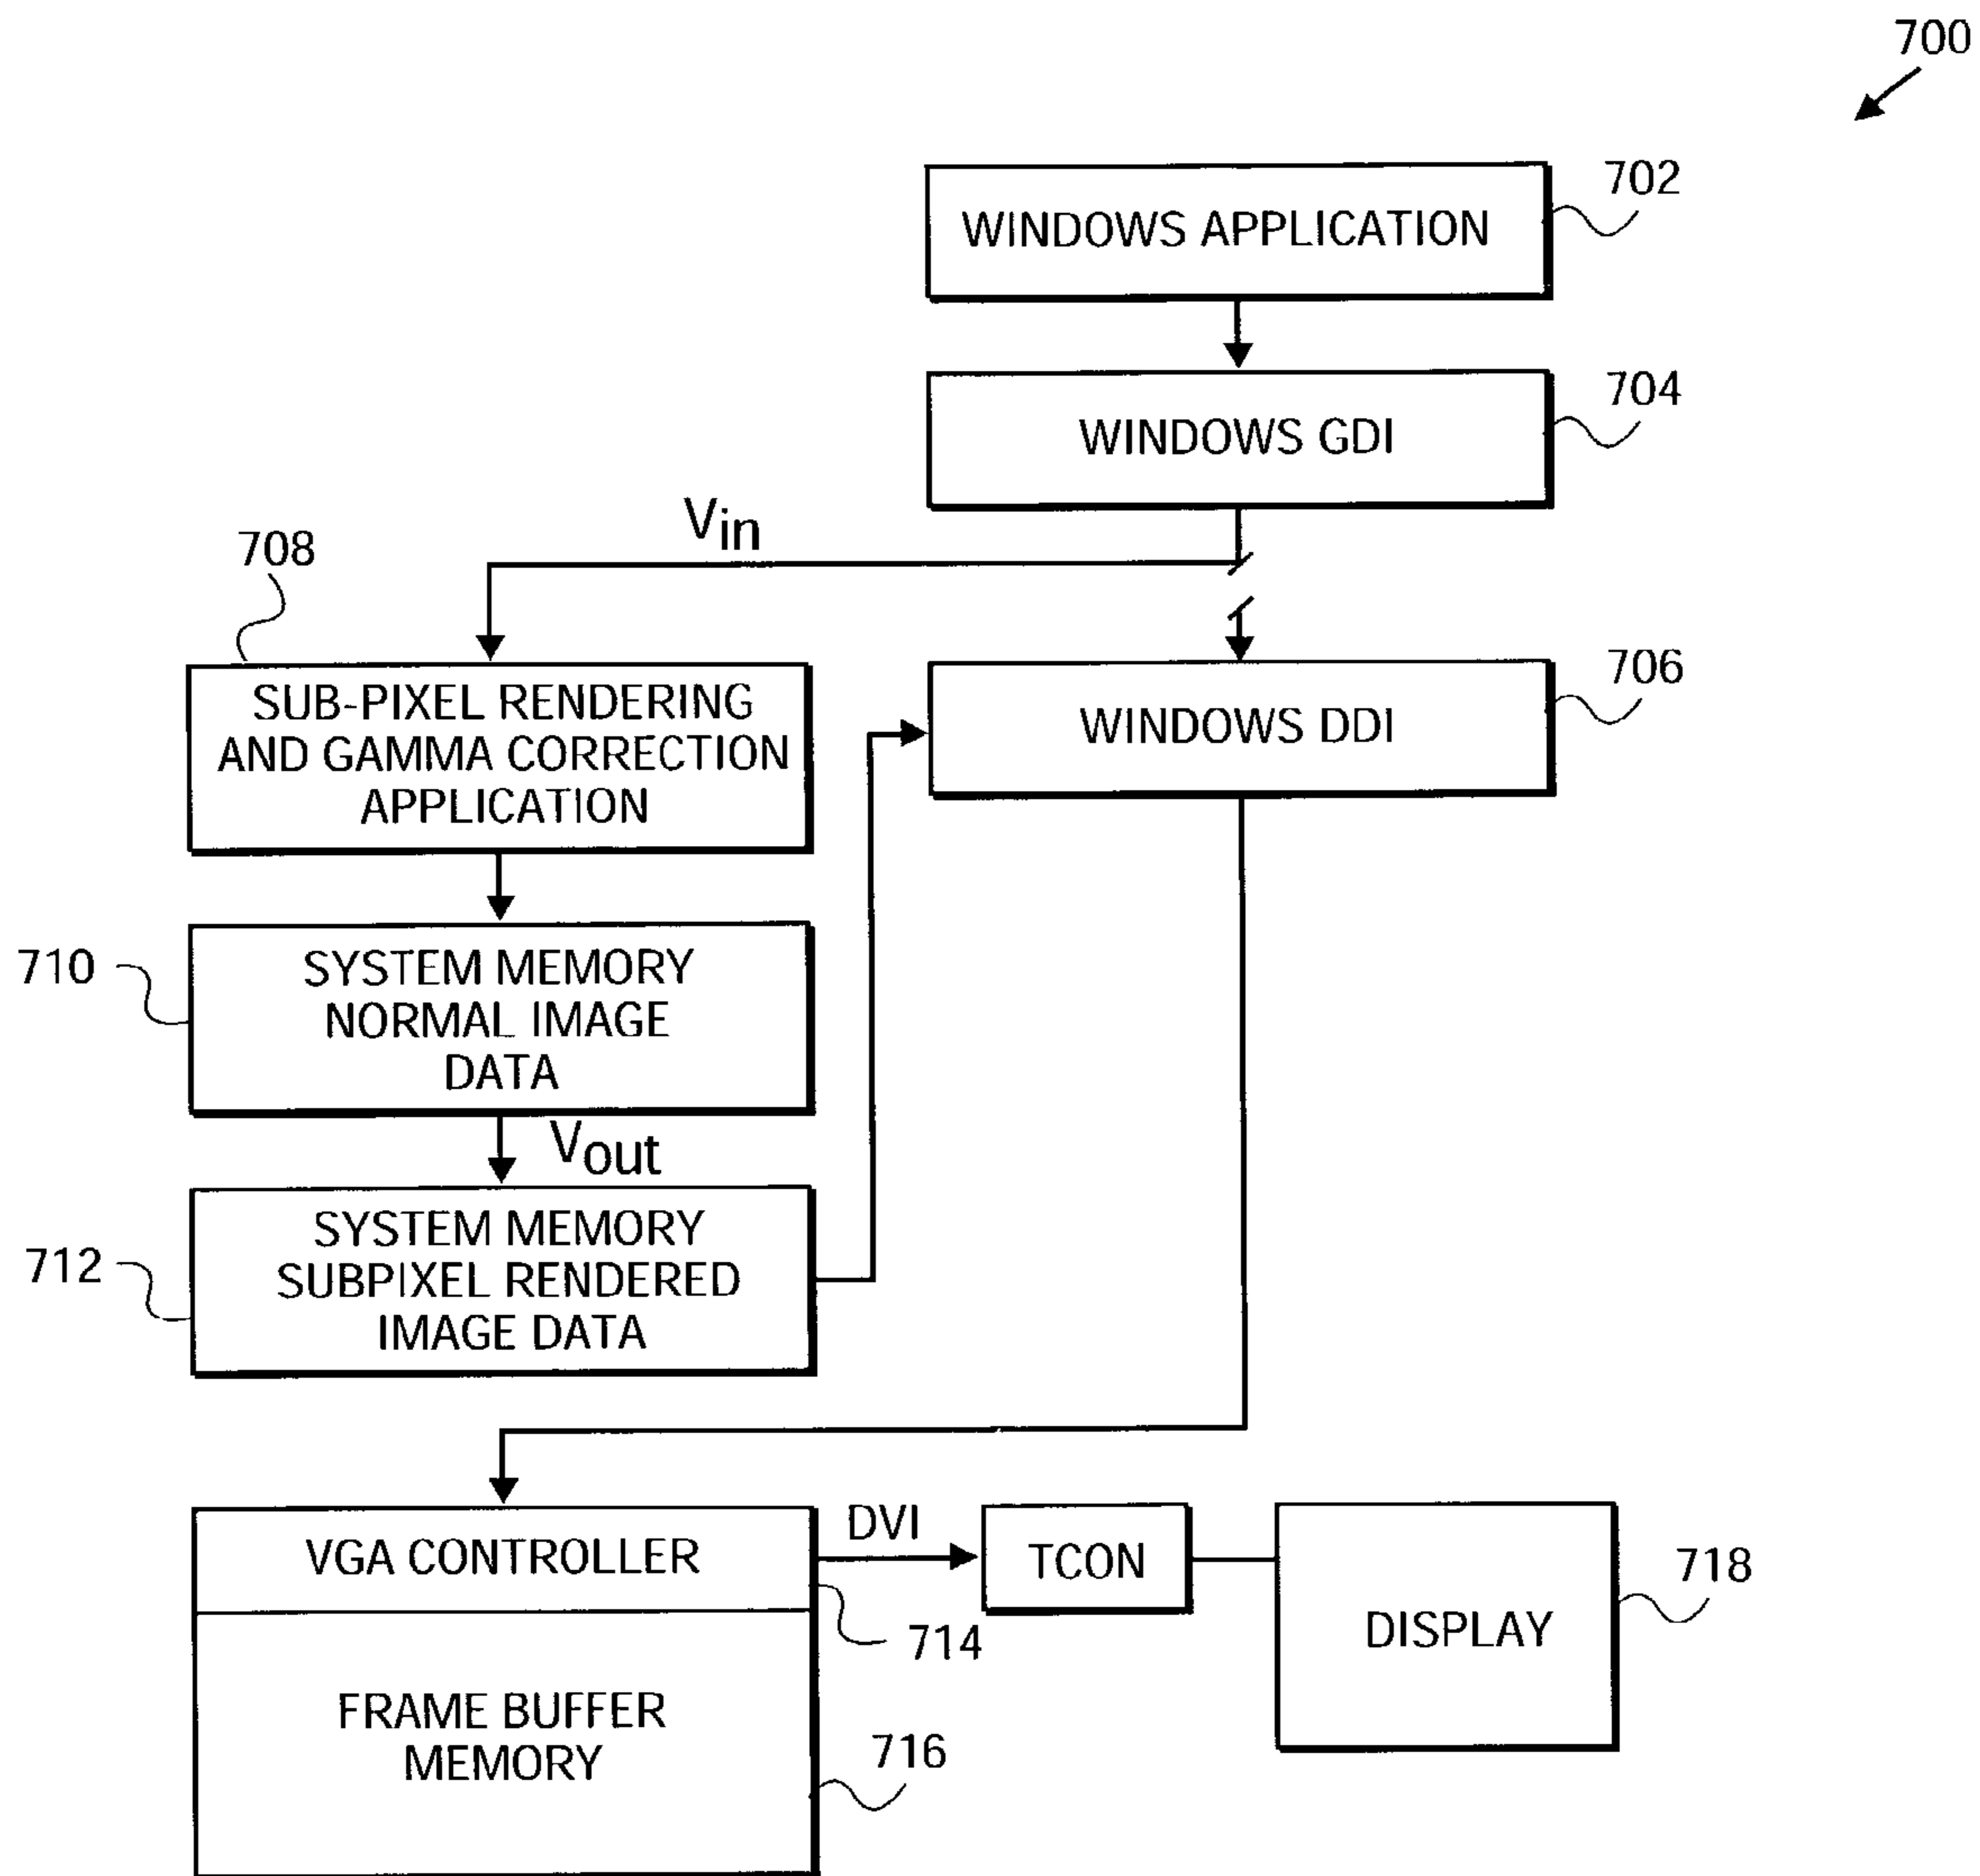 700
702
WINDOWS APPLICATION
704
WINDOWS GDI
Vin
708
SUB-PIXEL RENDERING
AND GAMMA CORRECTION
APPLICATION
706
WINDOWS DDI
710
SYSTEM MEMORY
NORMAL IMAGE
DATA
Vout
712
SYSTEM MEMORY
SUBPIXEL RENDERED
IMAGE DATA
VGA CONTROLLER
DVI
TCON
718
DISPLAY
714
FRAME BUFFER
MEMORY
716